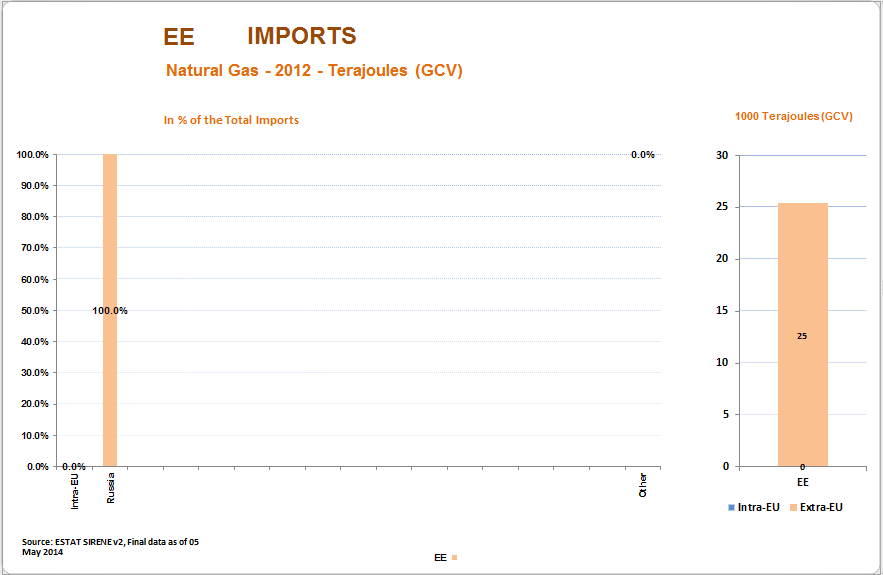 EE IMPORTS
Natural Gas - 2012 - Terajoules (GCV)
In % of the Total Imports
100.0%
90.0%
80.0%
70.0%
60.0%
50.0%
40.0%
30.0%
20.0%
10.0%
0.0%
0.0%
100.0%
0.0%
Intra-EU
Russia
Other
EE
Source: ESTAT SIRENE v2, Final data as of 05
May 2014
1000 Terajoules (GCV)
30
25
20
15
10
5
0
25
0
EE
Intra-EU Extra-EU